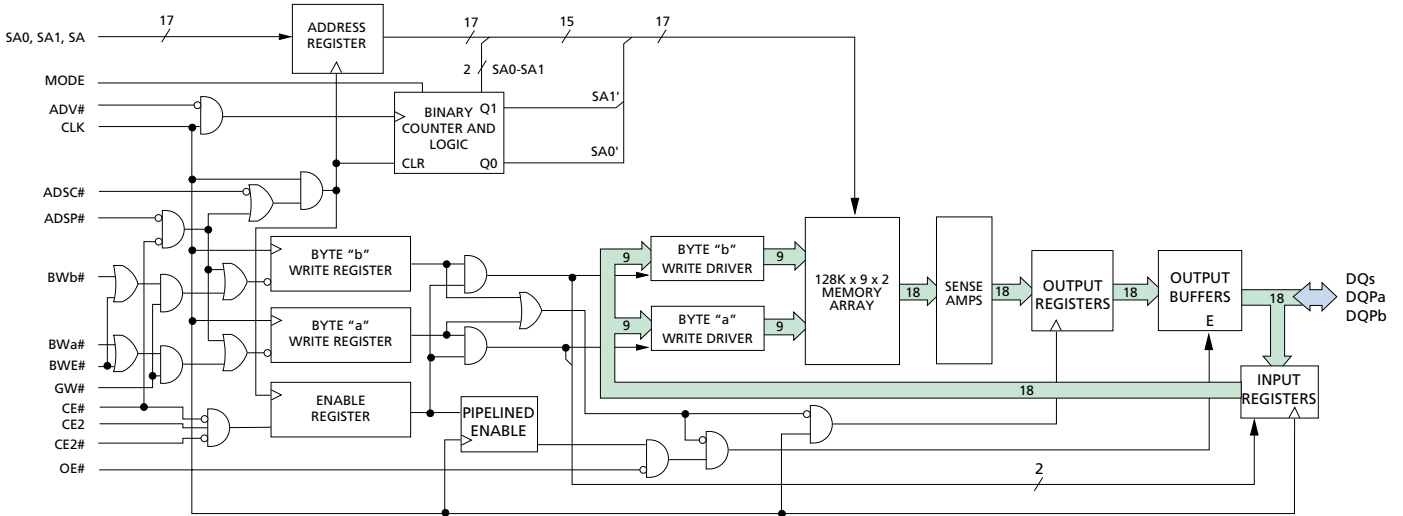 SA0, SA1, SA
17
ADDRESS
REGISTER
17
15
17
2
SA0-SA1
MODE
ADV#
CLK
BINARY
COUNTER AND
LOGIC
Q1
CLR
Q0
SA1'
SA0'
ADSC#
ADSP#
BWb#
BWa#
BWE#
GW#
CE#
CE2
CE2#
OE#
BYTE “b”
WRITE REGISTER
BYTE “a”
WRITE REGISTER
ENABLE
REGISTER
PIPELINED
ENABLE
9
BYTE “b”
WRITE DRIVER
9
9
BYTE “a”
WRITE DRIVER
9
128K x 9 x 2
MEMORY
ARRAY
18
SENSE
AMPS
18
OUTPUT
REGISTERS
18
OUTPUT
BUFFERS
E
18
DQs
DQPa
DQPb
INPUT
REGISTERS
18
2